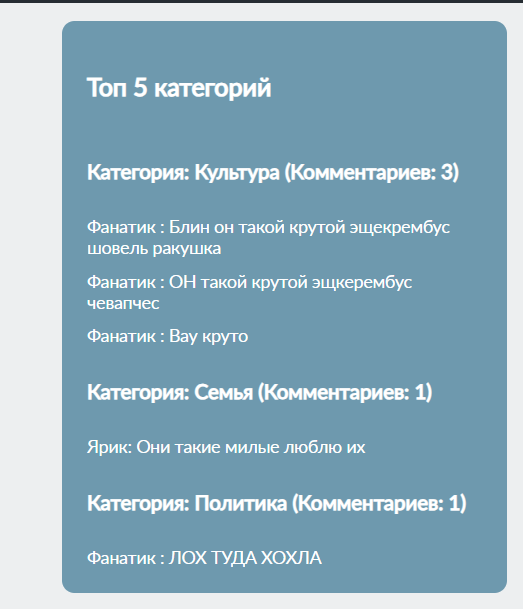 Топ 5 категорий
Категория: Культура (Комментариев: 3)
Фанатик : Блин он такой крутой эщекрембус
шовель ракушка
Фанатик : ОН такой крутой эщкерембус
чевапчес
Фанатик : Вау круто
Категория: Семья (Комментариев: 1)
Ярик: Они такие милые люблю их
Категория: Политика (Комментариев: 1)
Фанатик : ЛОХ ТУДА ХОХЛА